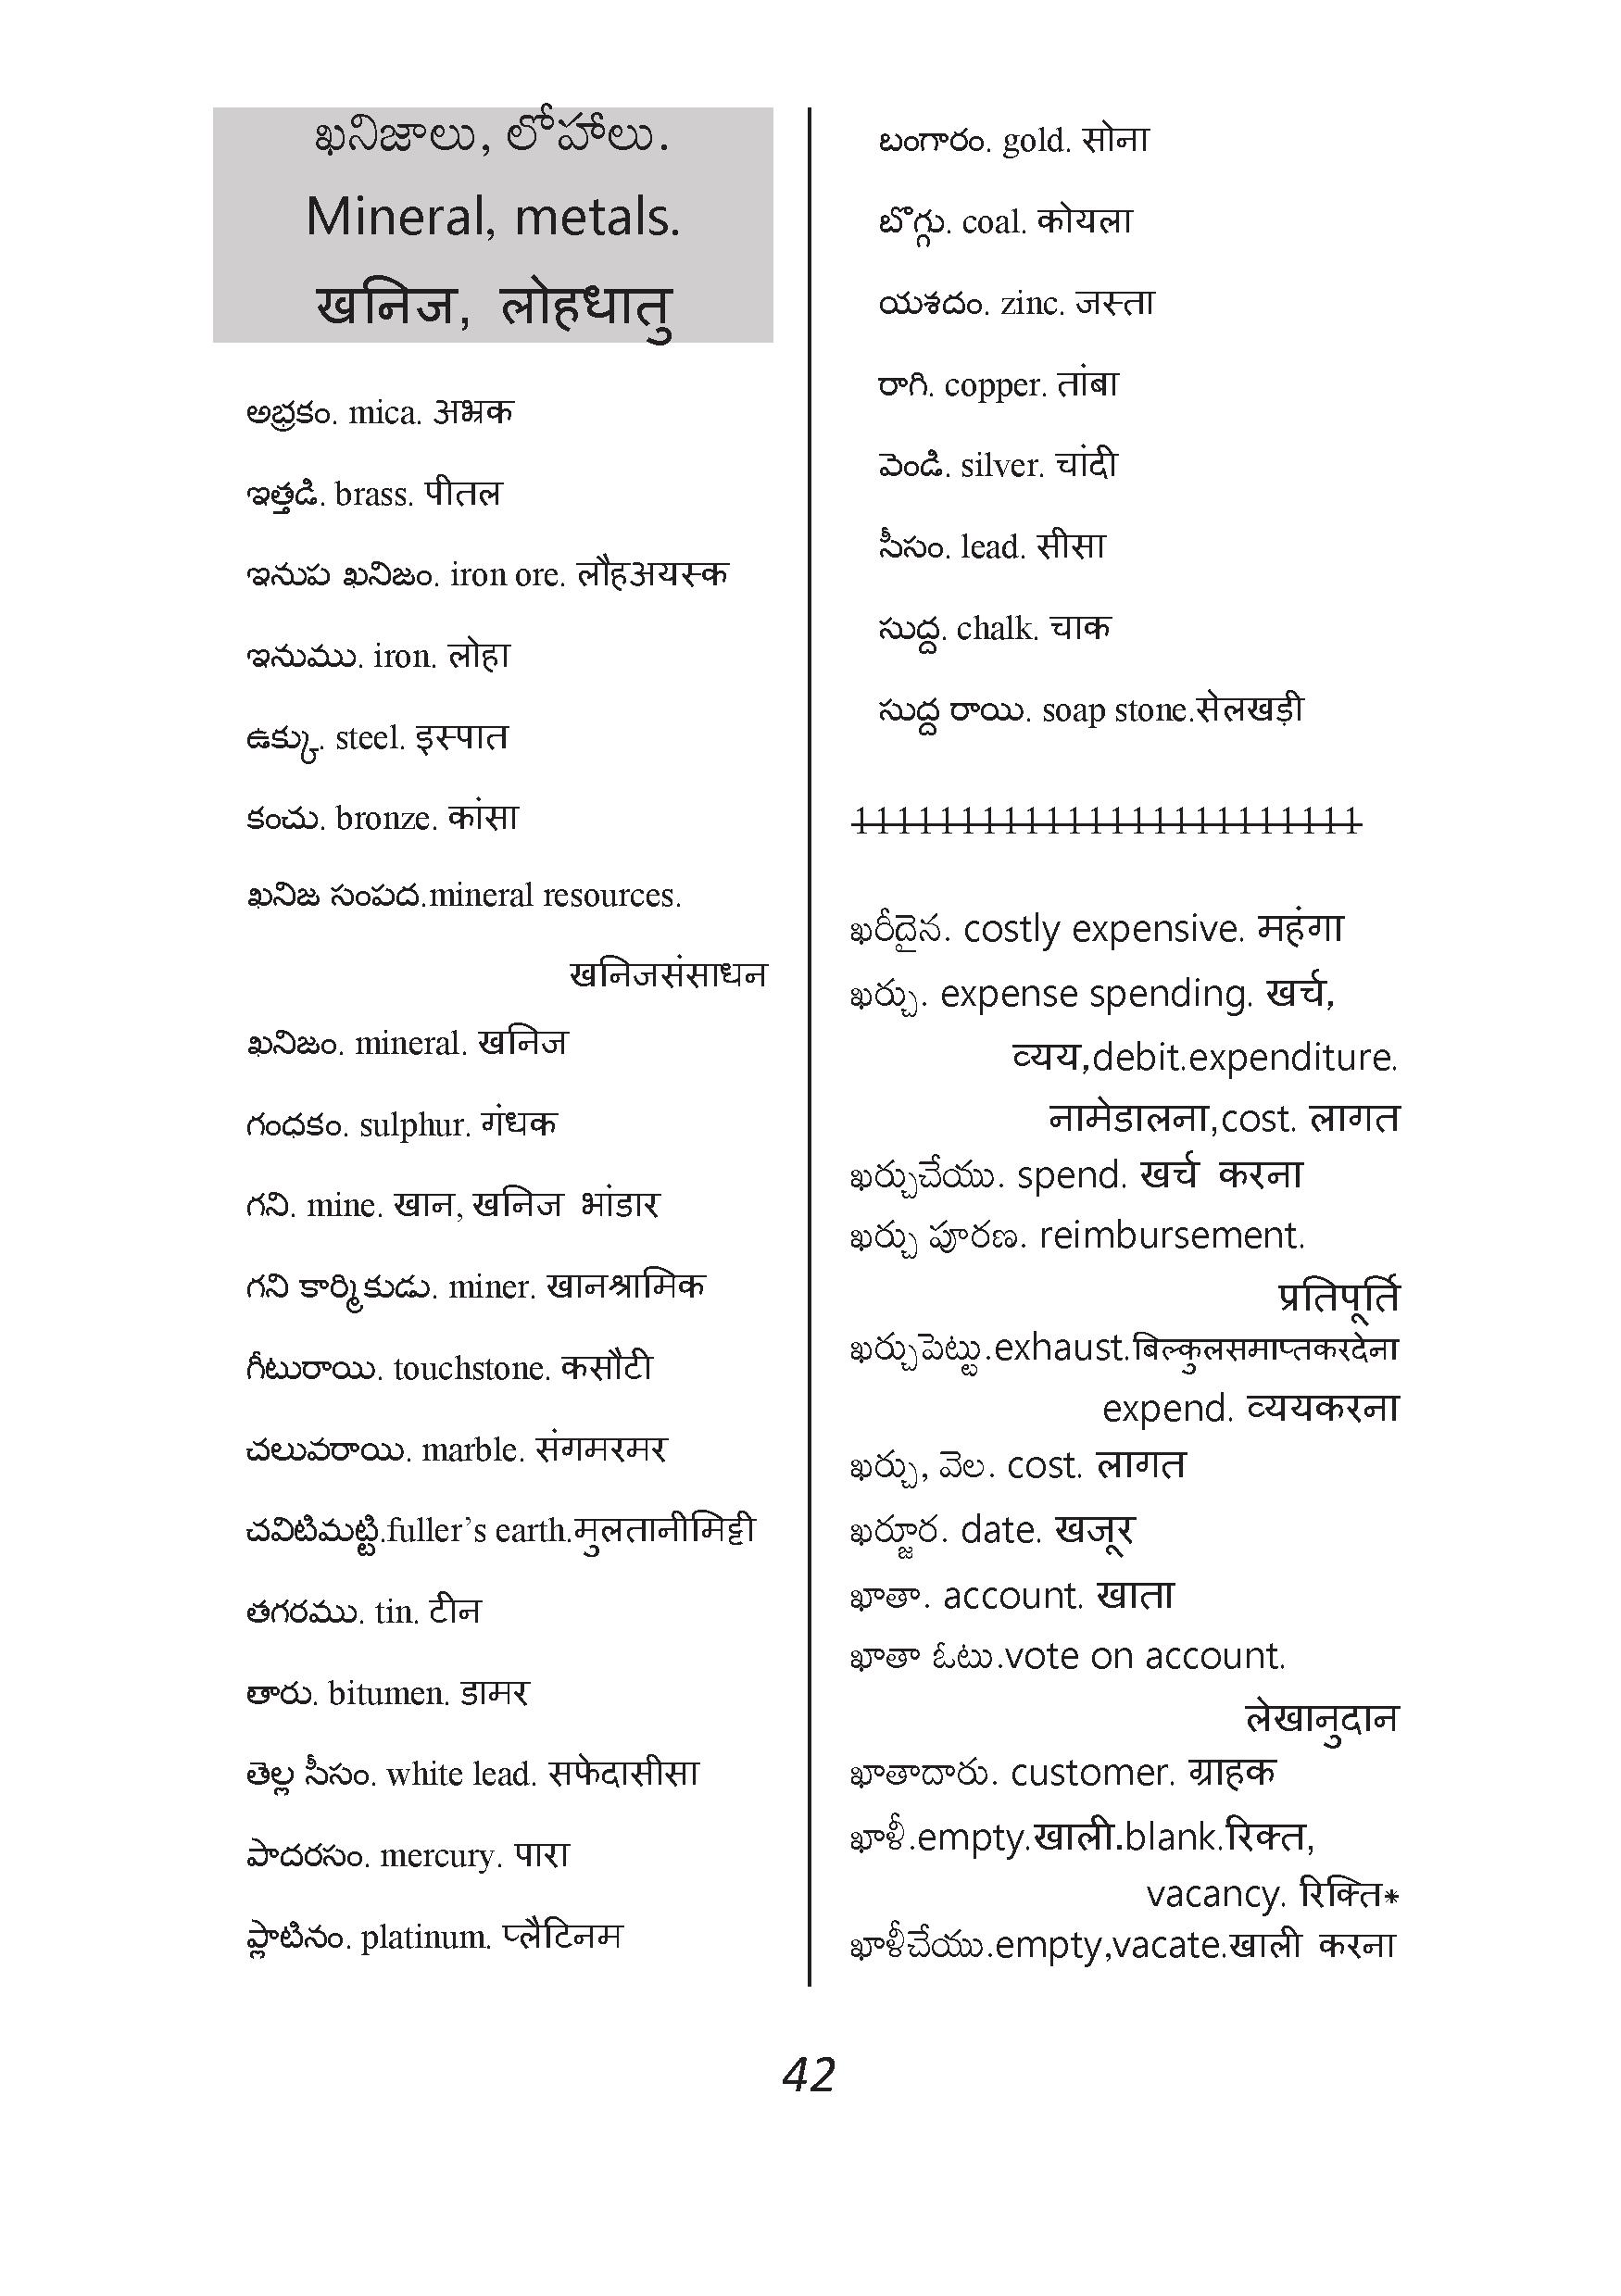 ఖనిజాలు, లోహాలు.
Mineral, metals.
खनिज, लोहधातु
అభ్రకం. mica. अभ्रक
ఇత్తడి. brass. पीतल
ఇనుప ఖనిజం. iron ore. लौहअयस्क
ఇనుము. iron. लोहा
ఉక్కు. steel. इस्पात
కంచు. bronze. कांसा
ఖనిజ సంపద.mineral resources.
खनिजसंसाधन
ఖనిజం. mineral. खनिज
గంధకం. sulphur. गंधक
గని. mine. खान, खनिज भांडार
గని కార్మికుడు. miner. खानश्रामिक
గీటురాయి. touchstone. कसौटी
చలువరాయి. marble. संगमरमर
చవిటిమట్టి.fuller’s earth.मुलतानीमिट्टी
తగరము. tin. टीन
తారు. bitumen. डामर
తెల్ల సీసం. white lead. सफेदासीसा
పాదరసం. mercury. पारा
ప్లాటినం. platinum. प्लैटिनम
బంగారం. gold. सोना
బొగ్గు. coal. कोयला
యశదం. zinc. जस्ता
రాగి. copper. तांबा
వెండి. silver. चांदी
సీసం. lead. सीसा
సుద్ద. chalk. चाक
సుద్ద రాయి. soap stone.सेलखड़ी
111111111111111111111111
ఖరీదైన. costly expensive. महंगा
ఖర్చు. expense spending. खर्च,
व्यय,debit.expenditure.
नामेडालना,cost. लागत
ఖర్చుచేయు. spend. खर्च करना
ఖర్చు పూరణ. reimbursement.
प्रतिपूर्ति
ఖర్చుపెట్టు.exhaust.बिल्कुलसमाप्तकरदेना
expend. व्ययकरना
ఖర్చు, వెల. cost. लागत
ఖర్జూర. date. खजूर
ఖాతా. account. खाता
ఖాతా ఓటు.vote on account.
लेखानुदान
ఖాతాదారు. customer. ग्राहक
ఖాళీ.empty.खाली.blank.रिक्त,
vacancy. रिक्ति*
ఖాళీచేయు.empty,vacate.खाली करना
42